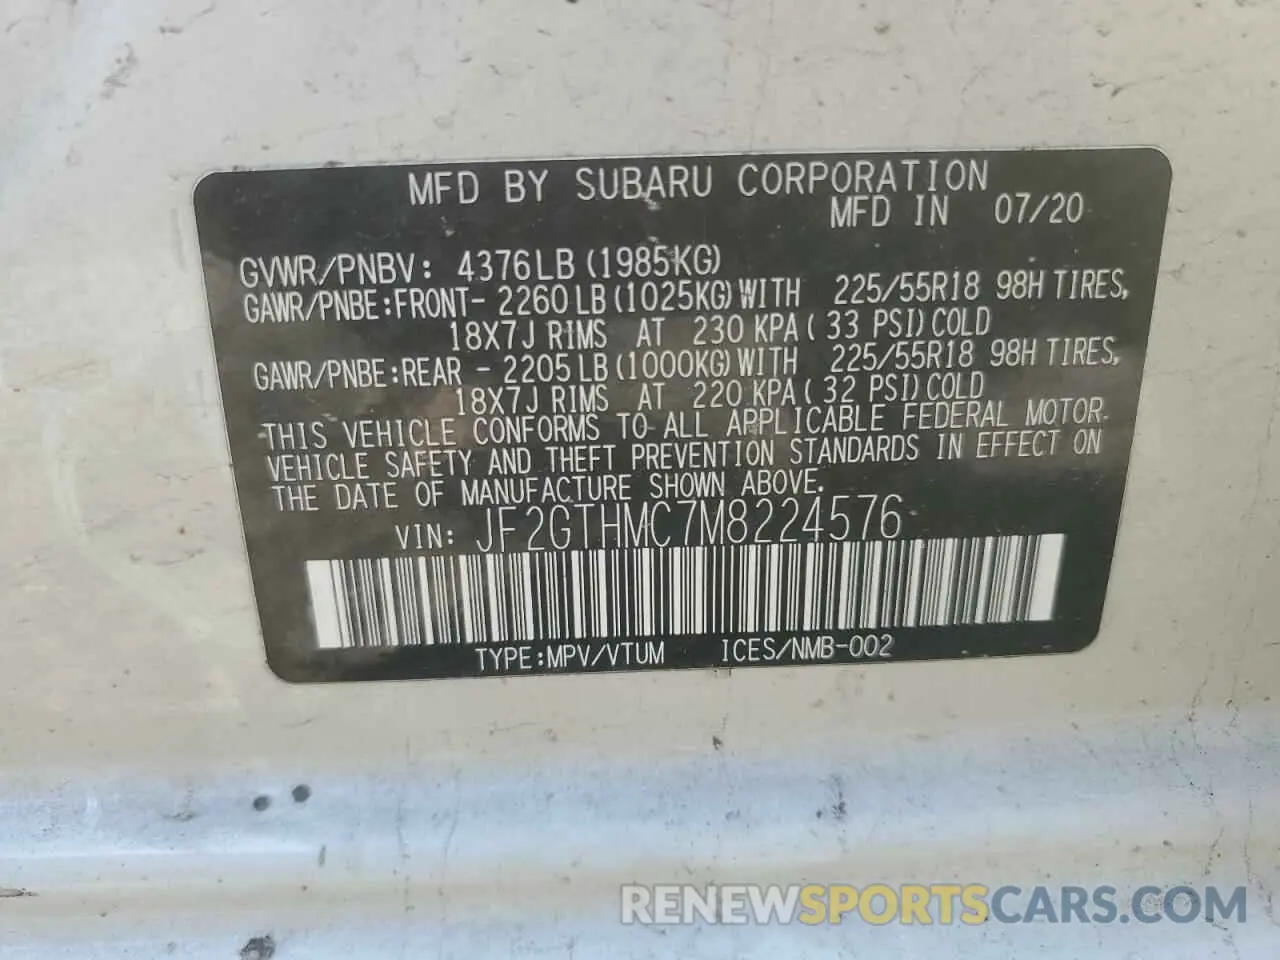 MFD BY SUBARU CORPORATION
MFD IN 07/20
GVWR/PNBV: 4376LB (1985KG)
GAWR/PNBE:FRONT- 2260LB (1025KG) WITH 225/55R18 98H TIRES,
18X7J RIMS AT 230 KPA( 33 PSI) COLD
GAWR/PNBE:REAR - 2205LB (1000KG) WITH 225/55R18 98H TIRES,
18X7J RIMS AT 220 KPA( 32 PSI) COLD
THIS VEHICLE CONFORMS TO ALL APPLICABLE FEDERAL MOTOR
VEHICLE SAFETY AND THEFT PREVENTION STANDARDS IN EFFECT ON
THE DATE OF MANUFACTURE SHOWN ABOVE.
VIN: JF2GTHMC7M8224576
TYPE:MPV/VTUM ICES/NMB-002
RENEWSPORTSCARS.COM